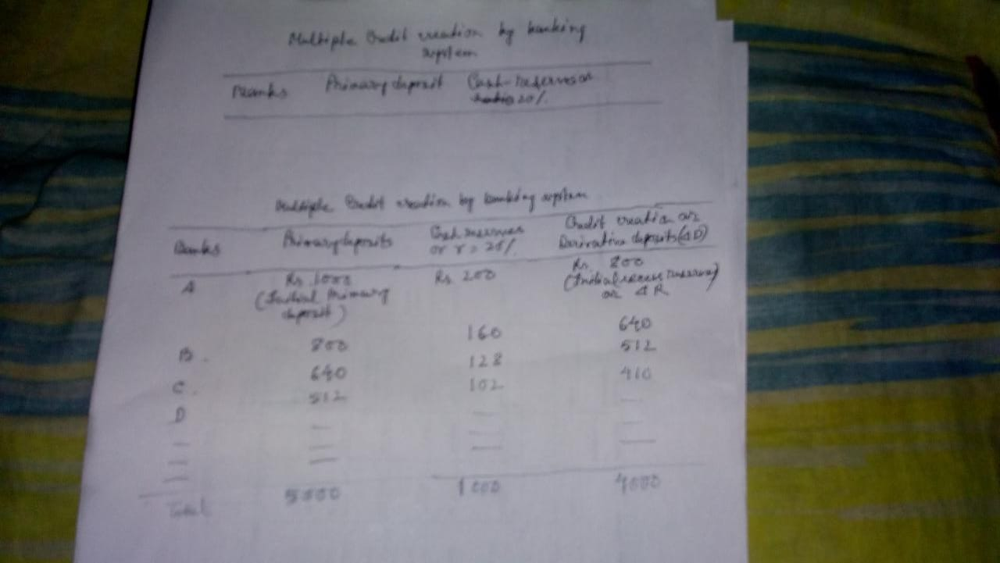 Multiple Credit creation by banking
system
Banks Primary deposit Cash reserves or
ratio 20%
Multiple Credit creation by banking system
Banks Primary deposits Cash reserves or r = 20% Credit creation or Derivative deposits (ΔD)
A Rs 1000 Rs 200 Rs. 800
(Initial Primary deposit) (Initial excess reserve) or ΔR
B. 800 160 640
C. 640 128 512
D 512 102 410
— — —
— — —
— — —
Total 5000 1000 4000